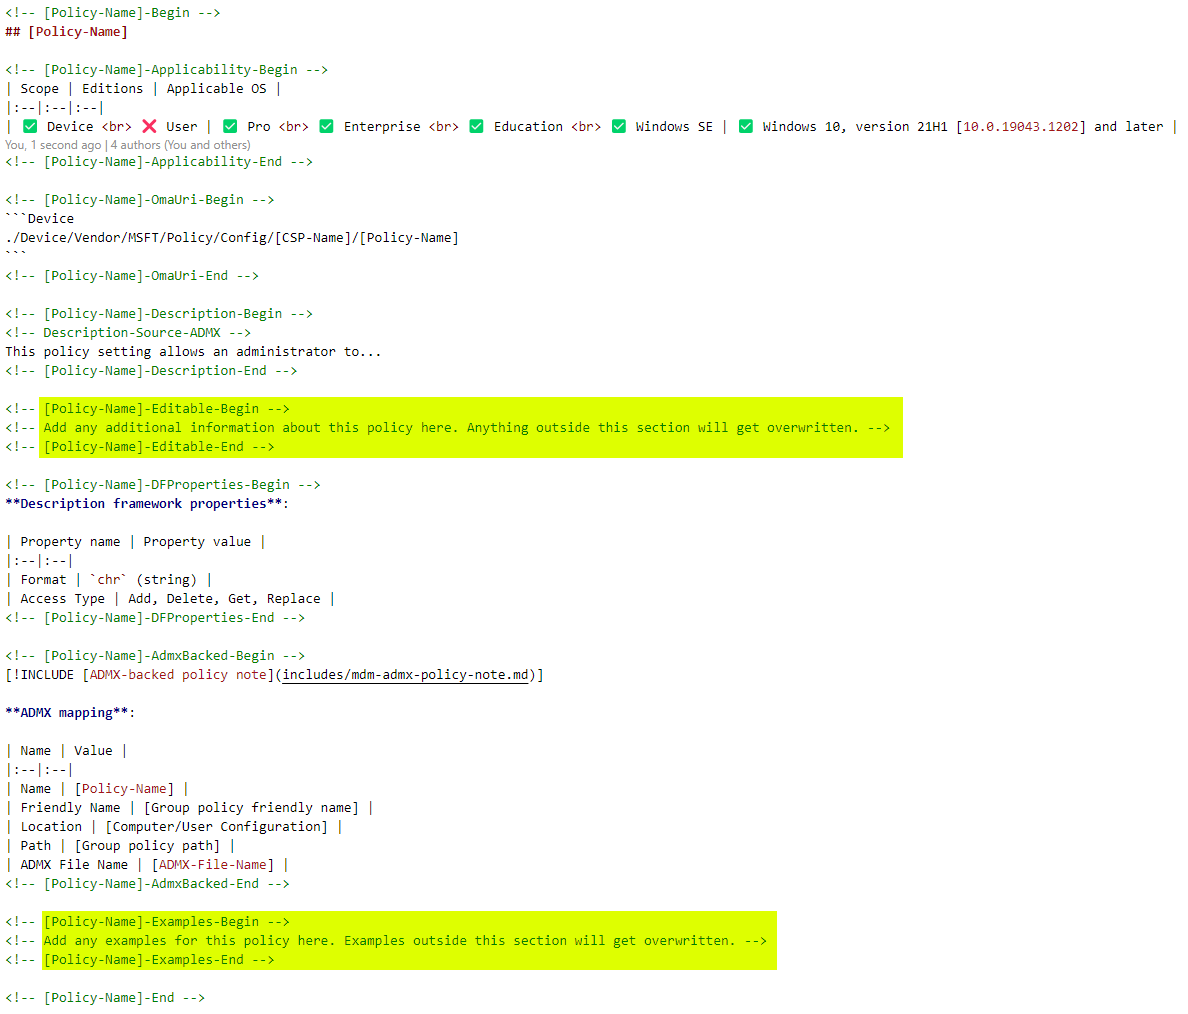 <!-- [Policy-Name]-Begin -->
## [Policy-Name]
<!-- [Policy-Name]-Applicability-Begin -->
| Scope | Editions | Applicable OS |
|:--|:--|:--|
| ✅ Device <br> ❌ User | ✅ Pro <br> ✅ Enterprise <br> ✅ Education <br> ✅ Windows SE | ✅ Windows 10, version 21H1 [10.0.19043.1202] and later |
You, 1 second ago | 4 authors (You and others)
<!-- [Policy-Name]-Applicability-End -->
<!-- [Policy-Name]-OmaUri-Begin -->
```Device
./Device/Vendor/MSFT/Policy/Config/[CSP-Name]/[Policy-Name]
```
<!-- [Policy-Name]-OmaUri-End -->
<!-- [Policy-Name]-Description-Begin -->
<!-- Description-Source-ADMX -->
This policy setting allows an administrator to...
<!-- [Policy-Name]-Description-End -->
<!-- [Policy-Name]-Editable-Begin -->
<!-- Add any additional information about this policy here. Anything outside this section will get overwritten. -->
<!-- [Policy-Name]-Editable-End -->
<!-- [Policy-Name]-DFProperties-Begin -->
**Description framework properties**:
| Property name | Property value |
|:--|:--|
| Format | `chr` (string) |
| Access Type | Add, Delete, Get, Replace |
<!-- [Policy-Name]-DFProperties-End -->
<!-- [Policy-Name]-AdmxBacked-Begin -->
[!INCLUDE [ADMX-backed policy note](includes/mdm-admx-policy-note.md)]
**ADMX mapping**:
| Name | Value |
|:--|:--|
| Name | [Policy-Name] |
| Friendly Name | [Group policy friendly name] |
| Location | [Computer/User Configuration] |
| Path | [Group policy path] |
| ADMX File Name | [ADMX-File-Name] |
<!-- [Policy-Name]-AdmxBacked-End -->
<!-- [Policy-Name]-Examples-Begin -->
<!-- Add any examples for this policy here. Examples outside this section will get overwritten. -->
<!-- [Policy-Name]-Examples-End -->
<!-- [Policy-Name]-End -->